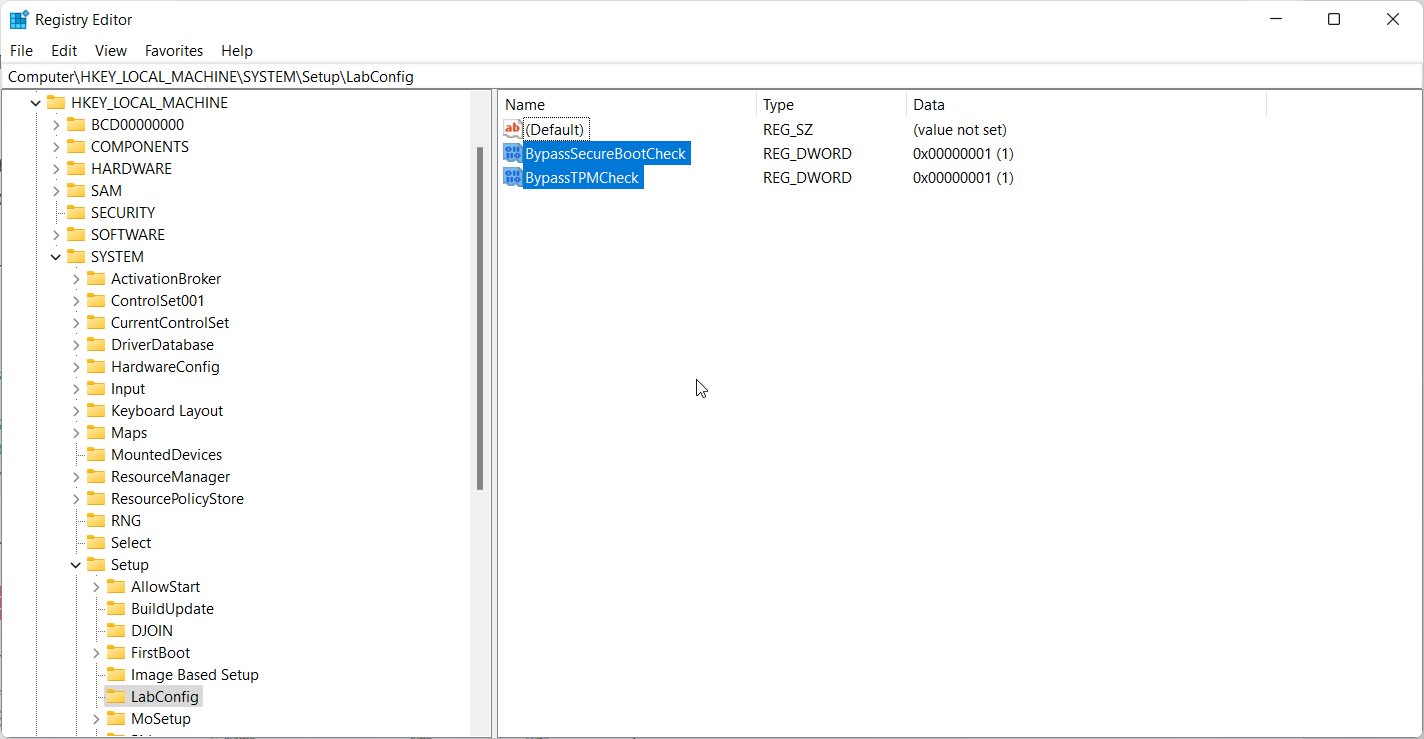 Registry Editor
File Edit View Favorites Help
Computer\HKEY_LOCAL_MACHINE\SYSTEM\Setup\LabConfig
HKEY_LOCAL_MACHINE
BCD00000000
COMPONENTS
HARDWARE
SAM
SECURITY
SOFTWARE
SYSTEM
ActivationBroker
ControlSet001
CurrentControlSet
DriverDatabase
HardwareConfig
Input
Keyboard Layout
Maps
MountedDevices
ResourceManager
ResourcePolicyStore
RNG
Select
Setup
AllowStart
BuildUpdate
DJOIN
FirstBoot
Image Based Setup
LabConfig
MoSetup
Name Type Data
ab (Default) REG_SZ (value not set)
BypassSecureBootCheck REG_DWORD 0x00000001 (1)
BypassTPMCheck REG_DWORD 0x00000001 (1)